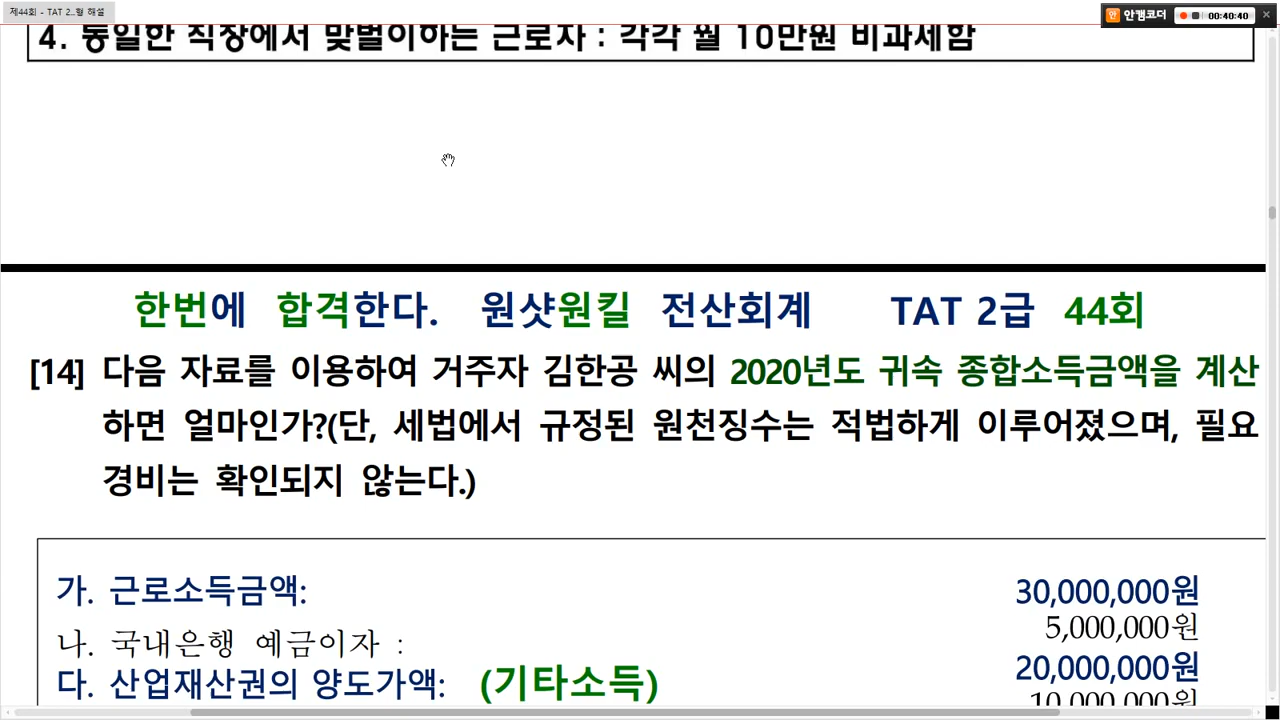 제44회 - TAT 2..형 해설
안캠코더 00:40:40
4. 동일한 직장에서 맞벌이하는 근로자 : 각각 월 10만원 비과세함
한번에 합격한다. 원샷원킬 전산회계 TAT 2급 44회
[14] 다음 자료를 이용하여 거주자 김한공 씨의 2020년도 귀속 종합소득금액을 계산
하면 얼마인가?(단, 세법에서 규정된 원천징수는 적법하게 이루어졌으며, 필요
경비는 확인되지 않는다.)
가. 근로소득금액: 30,000,000원
나. 국내은행 예금이자 : 5,000,000원
다. 산업재산권의 양도가액: (기타소득) 20,000,000원
10,000,000원